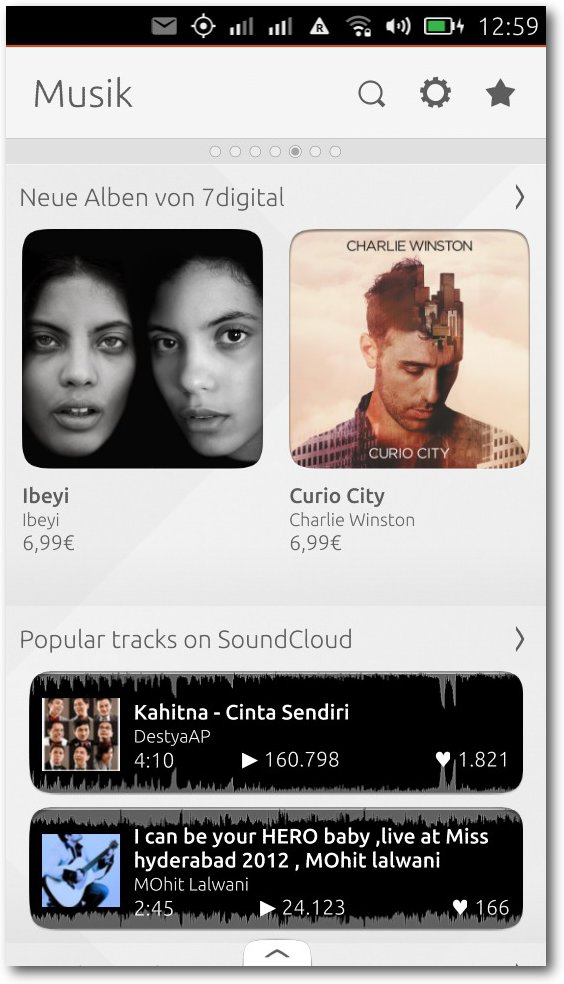 12:59
Musik
Neue Alben von 7digital
CHARLIE WINSTON
CURIO CITY
Ibeyi
Ibeyi
6,99€
Curio City
Charlie Winston
6,99€
Popular tracks on SoundCloud
Kahitna - Cinta Sendiri
DestyaAP
4:10 160.798 1.821
I can be your HERO baby ,live at Miss
hyderabad 2012 , MOhit lalwani
MOhit Lalwani
2:45 24.123 166